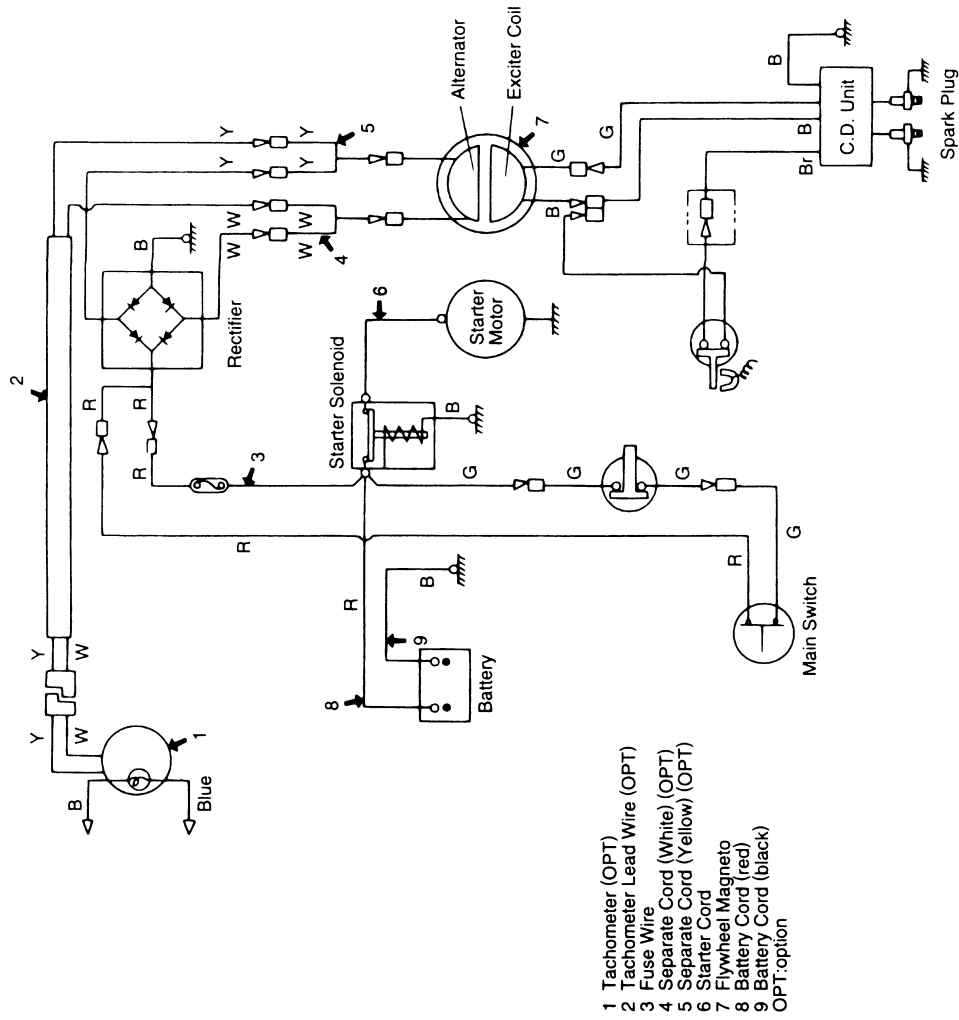 Alternator
Exciter Coil
7
5
Y
Y
Y
Y
W
W
W
W
4
B
Rectifier
2
6
Starter
Motor
Starter Solenoid
B
R
R
R
3
G
G
G
G
R
R
R
B
9
8
Battery
Main Switch
Y
W
Y
W
1
B
Blue
G
G
B
B
B
Br
C.D. Unit
Spark Plug
1 Tachometer (OPT)
2 Tachometer Lead Wire (OPT)
3 Fuse Wire
4 Separate Cord (White) (OPT)
5 Separate Cord (Yellow) (OPT)
6 Starter Cord
7 Flywheel Magneto
8 Battery Cord (red)
9 Battery Cord (black)
OPT:option